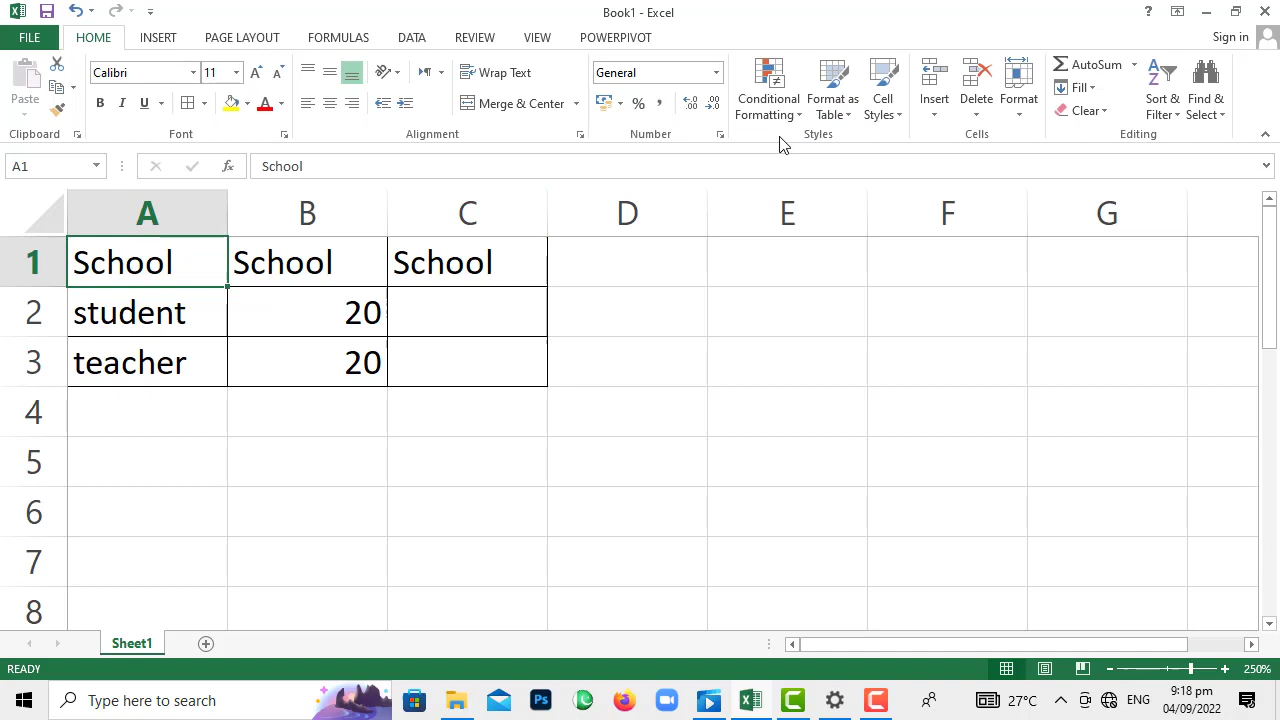 Book1 - Excel
FILE HOME INSERT PAGE LAYOUT FORMULAS DATA REVIEW VIEW POWERPIVOT Sign in
Paste
Calibri 11
B I U
Wrap Text
Merge & Center
General
%
Conditional Formatting
Format as Table
Cell Styles
Insert
Delete
Format
AutoSum
Fill
Clear
Sort & Filter
Find & Select
Clipboard Font Alignment Number Styles Cells Editing
A1 fx School
A B C D E F G
1 School School School
2 student 20
3 teacher 20
4
5
6
7
8
Sheet1
READY 250%
Type here to search 27°C ENG 9:18 pm
04/09/2022